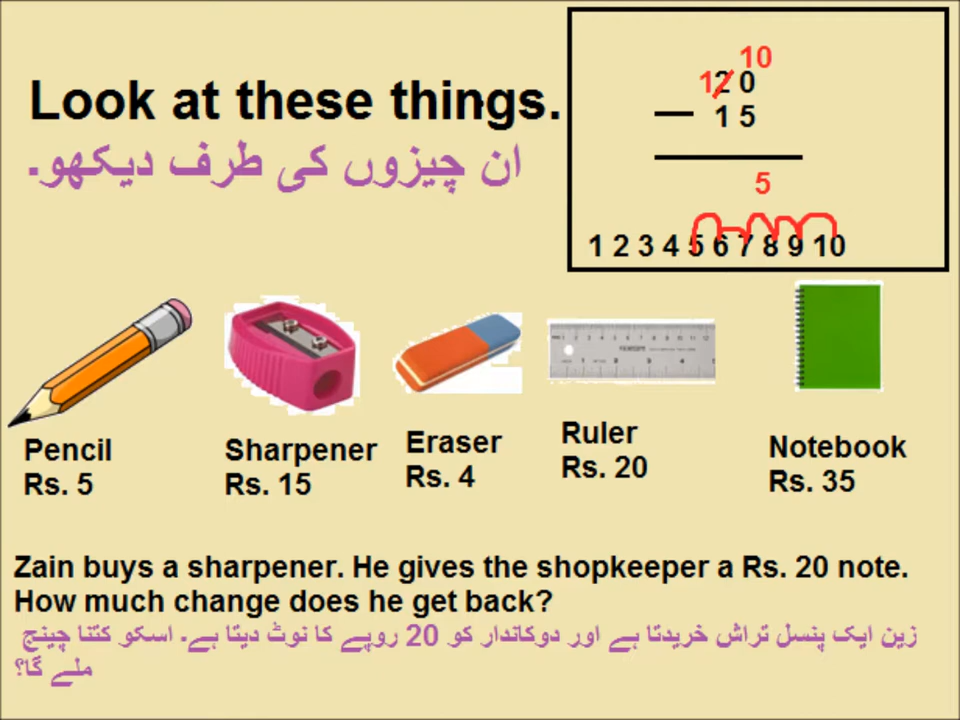 Look at these things.
ان چیزوں کی طرف دیکھو۔
10
1 2 0
— 1 5
5
1 2 3 4 5 6 7 8 9 10
Pencil
Rs. 5
Sharpener
Rs. 15
Eraser
Rs. 4
Ruler
Rs. 20
Notebook
Rs. 35
Zain buys a sharpener. He gives the shopkeeper a Rs. 20 note.
How much change does he get back?
زین ایک پنسل تراش خریدتا ہے اور دوکاندار کو 20 روپے کا نوٹ دیتا ہے۔ اسکو کتنا چینج
ملے گا؟